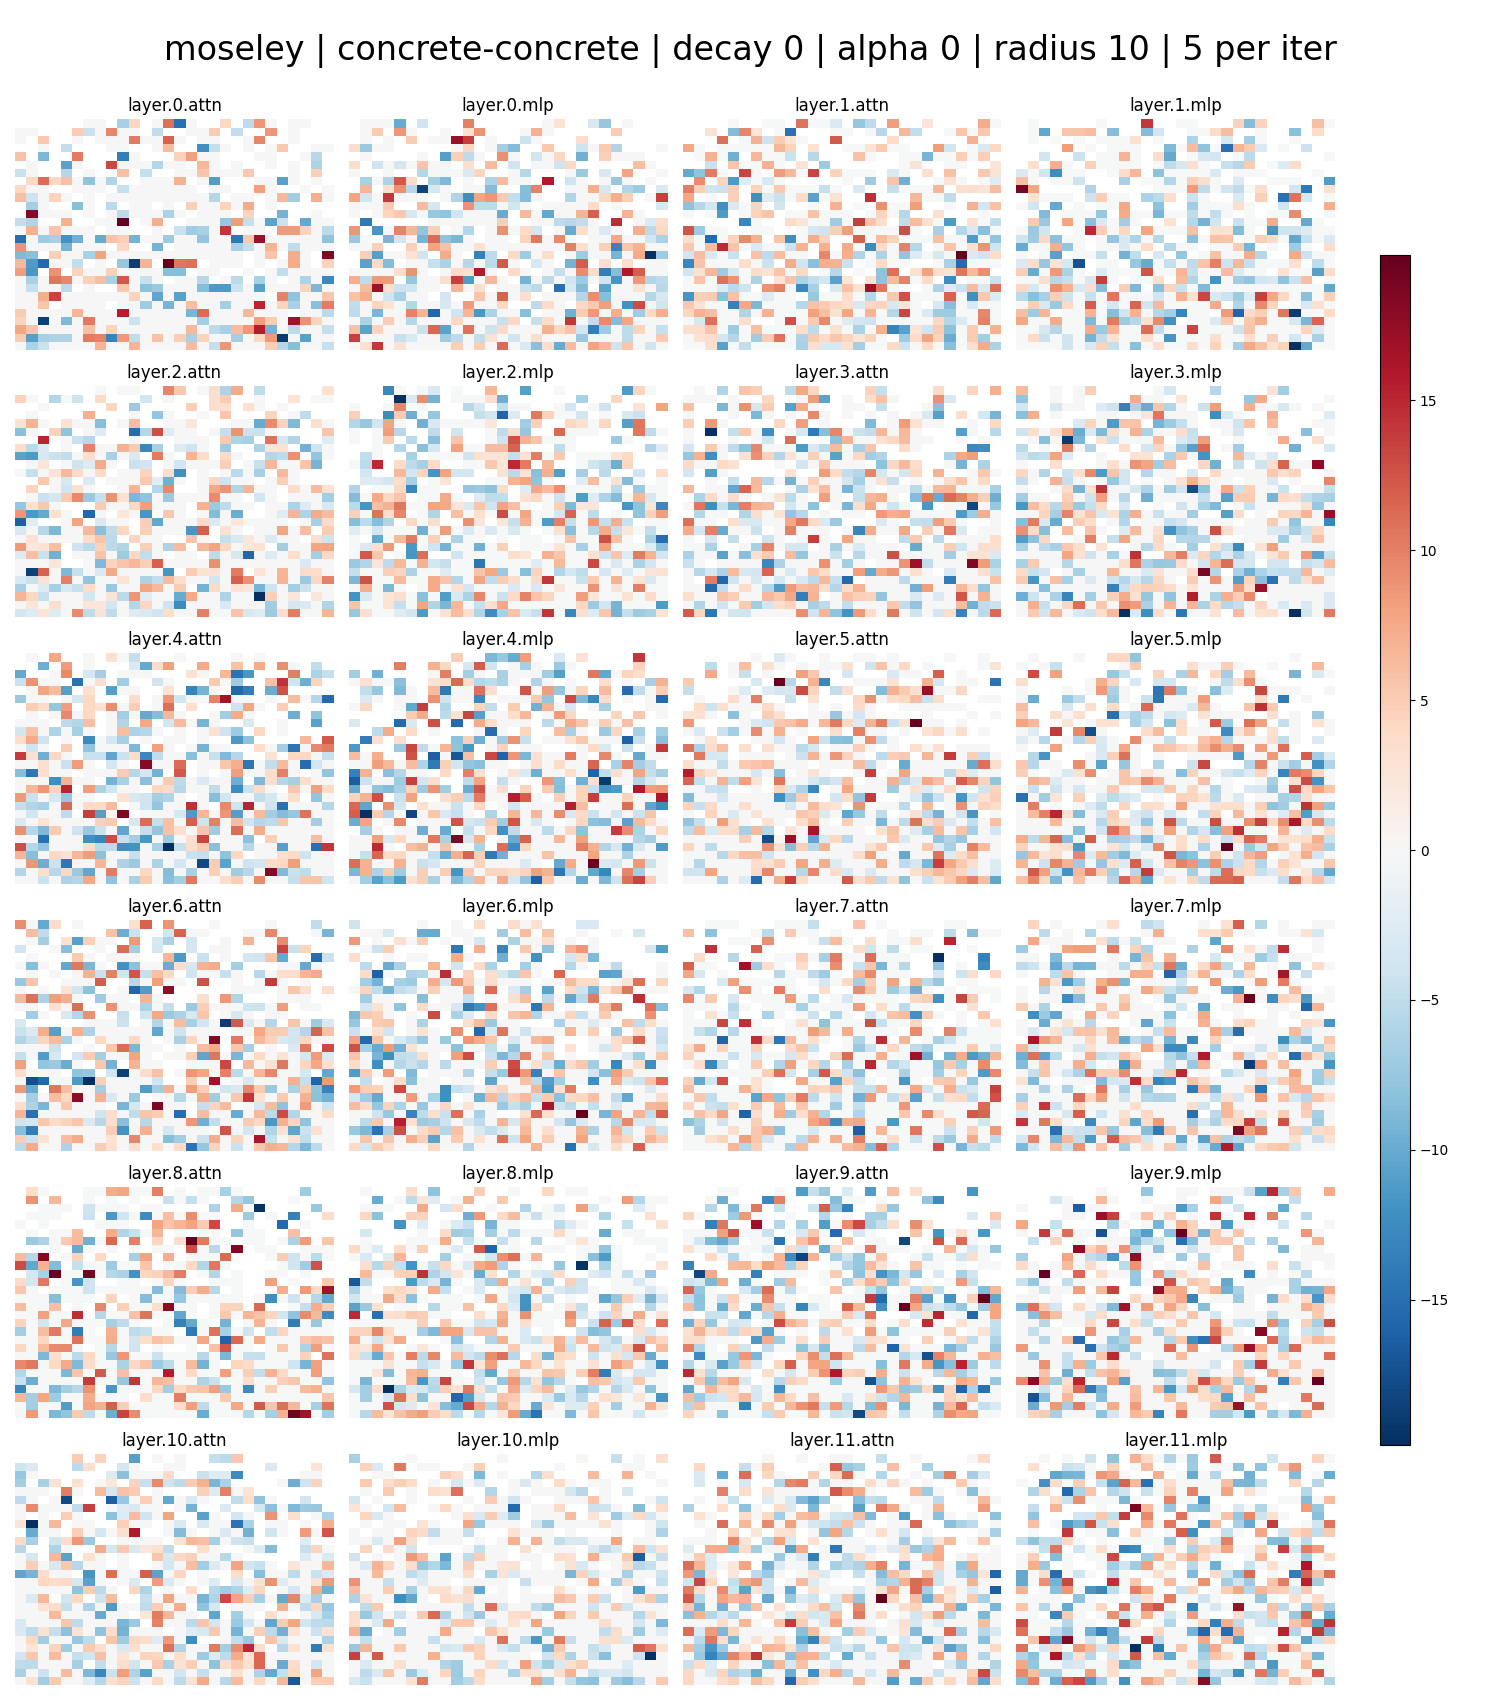 moseley | concrete-concrete | decay 0 | alpha 0 | radius 10 | 5 per iter
layer.0.attn
layer.0.mlp
layer.1.attn
layer.1.mlp
layer.2.attn
layer.2.mlp
layer.3.attn
layer.3.mlp
layer.4.attn
layer.4.mlp
layer.5.attn
layer.5.mlp
layer.6.attn
layer.6.mlp
layer.7.attn
layer.7.mlp
layer.8.attn
layer.8.mlp
layer.9.attn
layer.9.mlp
layer.10.attn
layer.10.mlp
layer.11.attn
layer.11.mlp
15
10
5
0
−5
−10
−15